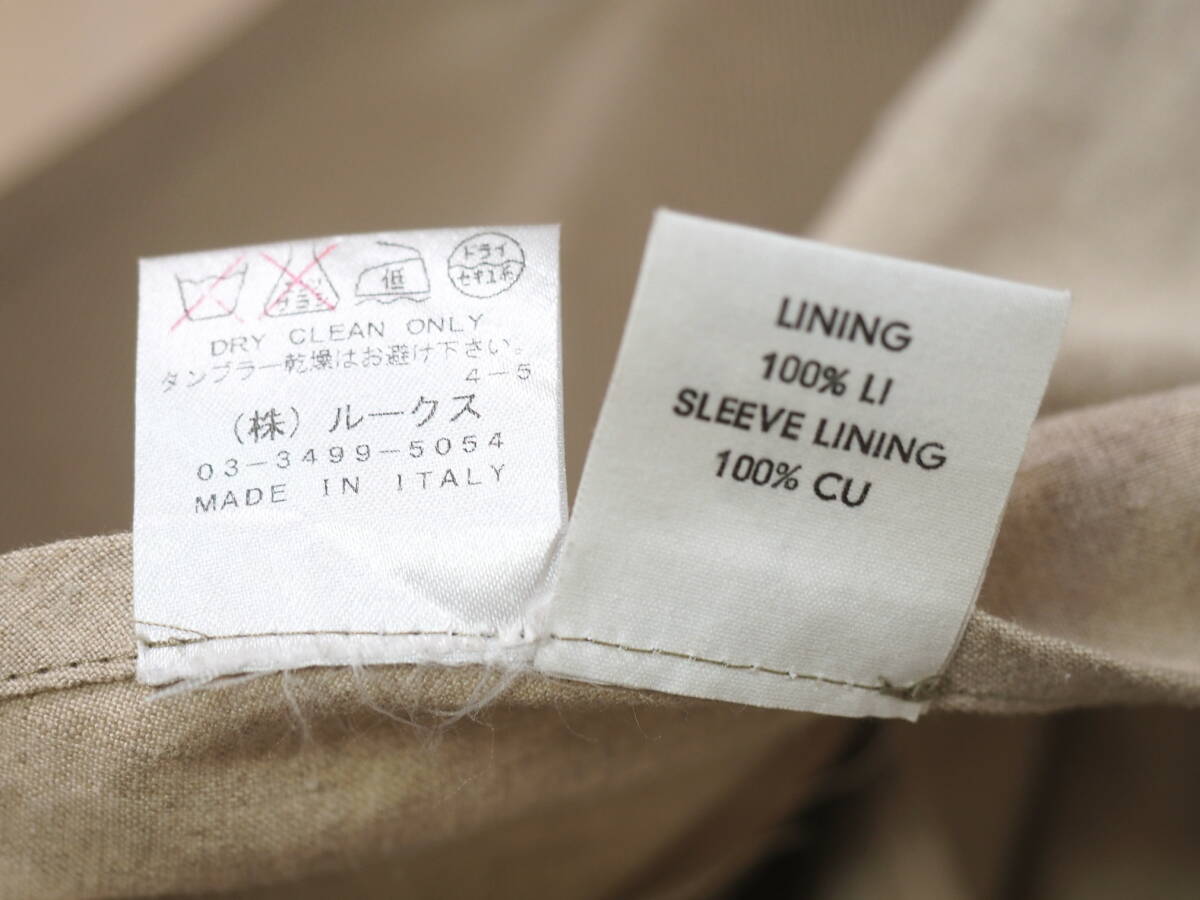 低
ドライ
セキユ系
DRY CLEAN ONLY
タンブラー乾燥はお避け下さい。
4-5
(株)ルークス
03-3499-5054
MADE IN ITALY
LINING
100% LI
SLEEVE LINING
100% CU